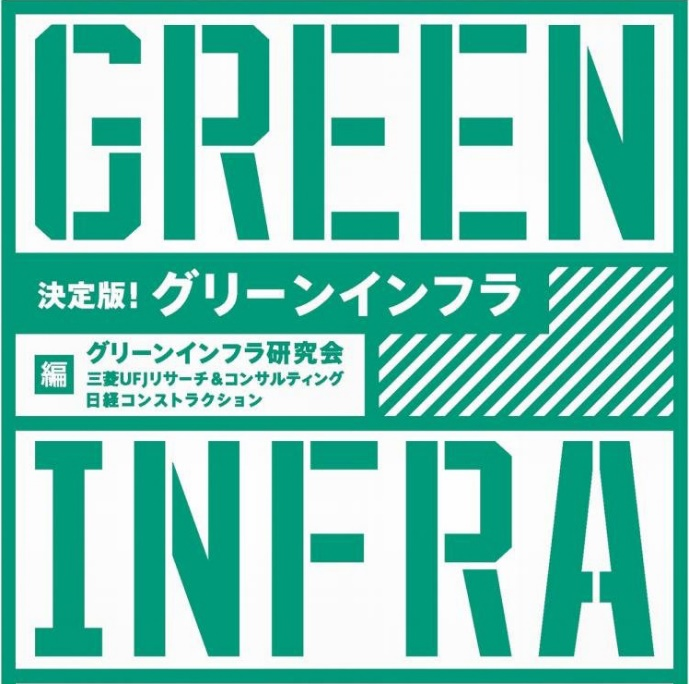 GREEN
決定版! グリーンインフラ
編
グリーンインフラ研究会
三菱UFJリサーチ&コンサルティング
日経コンストラクション
INFRA